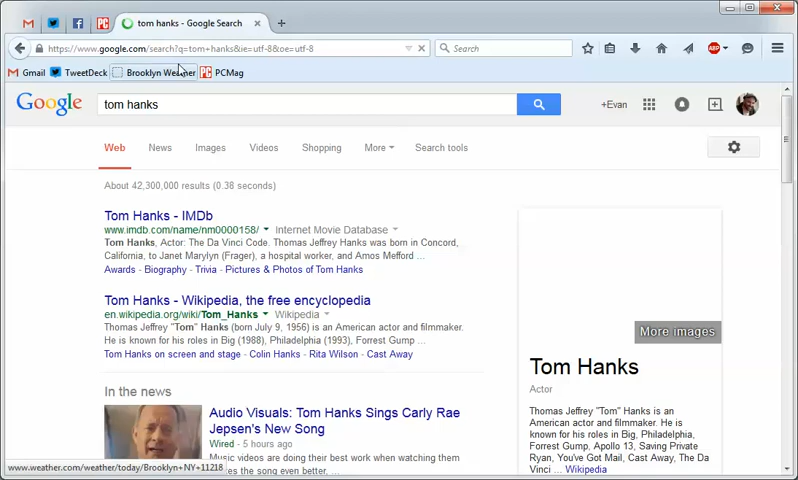 tom hanks - Google Search
https://www.google.com/search?q=tom+hanks&ie=utf-8&oe=utf-8
Search
ABP
Gmail
TweetDeck
Brooklyn Weather
PCMag
Google
tom hanks
+Evan
Web
News
Images
Videos
Shopping
More
Search tools
About 42,300,000 results (0.38 seconds)
Tom Hanks - IMDb
www.imdb.com/name/nm0000158/ Internet Movie Database
Tom Hanks, Actor: The Da Vinci Code. Thomas Jeffrey Hanks was born in Concord,
California, to Janet Marylyn (Frager), a hospital worker, and Amos Mefford ...
Awards - Biography - Trivia - Pictures & Photos of Tom Hanks
Tom Hanks - Wikipedia, the free encyclopedia
en.wikipedia.org/wiki/Tom_Hanks Wikipedia
Thomas Jeffrey "Tom" Hanks (born July 9, 1956) is an American actor and filmmaker.
He is known for his roles in Big (1988), Philadelphia (1993), Forrest Gump ...
Tom Hanks on screen and stage - Colin Hanks - Rita Wilson - Cast Away
In the news
Audio Visuals: Tom Hanks Sings Carly Rae
Jepsen's New Song
Wired - 5 hours ago
Music videos are doing their best work when watching them
the song even better, ...
More images
Tom Hanks
Actor
Thomas Jeffrey "Tom" Hanks is an
American actor and filmmaker. He is
known for his roles in Big, Philadelphia,
Forrest Gump, Apollo 13, Saving Private
Ryan, You've Got Mail, Cast Away, The
Da Vinci ... Wikipedia
www.weather.com/weather/today/Brooklyn+NY+11218